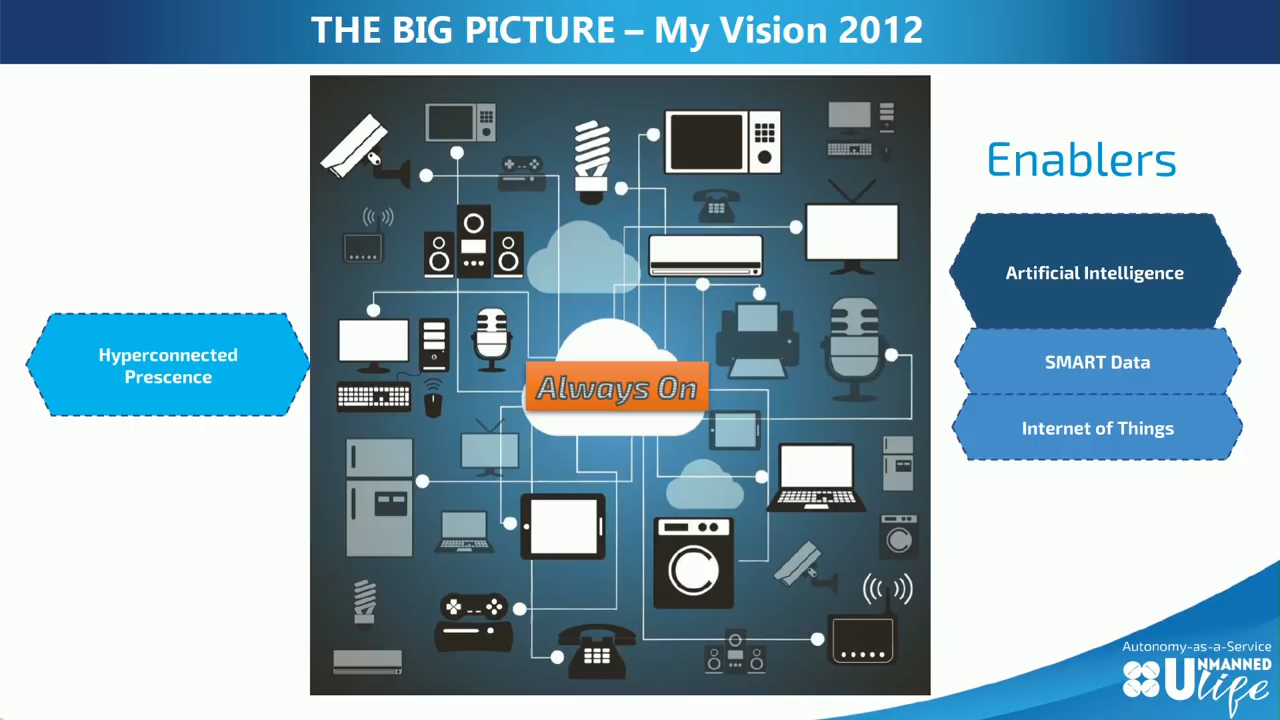 THE BIG PICTURE – My Vision 2012
Hyperconnected
Prescence
Always On
Enablers
Artificial Intelligence
SMART Data
Internet of Things
Autonomy-as-a-Service
UNMANNED
life